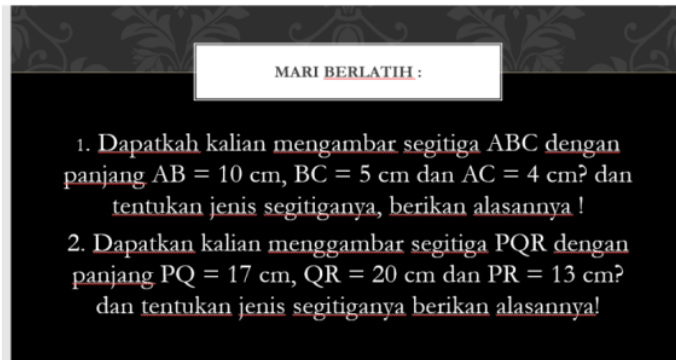 MARI BERLATIH :
1. Dapatkah kalian mengambar segitiga ABC dengan
panjang AB = 10 cm, BC = 5 cm dan AC = 4 cm? dan
tentukan jenis segitiganya, berikan alasannya !
2. Dapatkan kalian menggambar segitiga PQR dengan
panjang PQ = 17 cm, QR = 20 cm dan PR = 13 cm?
dan tentukan jenis segitiganya berikan alasannya!